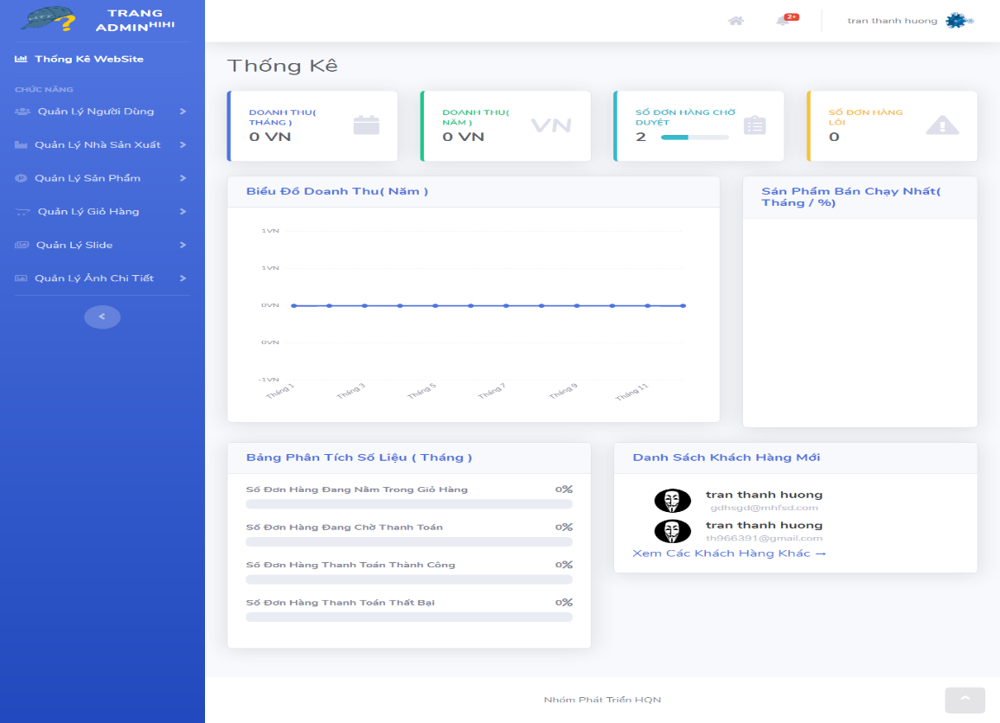 TRANG
ADMINHIHI
Thống Kê WebSite
CHỨC NĂNG
Quản Lý Người Dùng
Quản Lý Nhà Sản Xuất
Quản Lý Sản Phẩm
Quản Lý Giỏ Hàng
Quản Lý Slide
Quản Lý Ảnh Chi Tiết
2+
tran thanh huong
Thống Kê
DOANH THU(
THÁNG )
0 VN
DOANH THU(
NĂM )
0 VN
VN
SỐ ĐƠN HÀNG CHỜ
DUYỆT
2
SỐ ĐƠN HÀNG
LỖI
0
Biểu Đồ Doanh Thu( Năm )
1VN
1VN
0VN
0VN
-1VN
Tháng 1
Tháng 3
Tháng 5
Tháng 7
Tháng 9
Tháng 11
Sản Phẩm Bán Chạy Nhất(
Tháng / %)
Bảng Phân Tích Số Liệu ( Tháng )
Số Đơn Hàng Đang Nằm Trong Giỏ Hàng 0%
Số Đơn Hàng Đang Chờ Thanh Toán 0%
Số Đơn Hàng Thanh Toán Thành Công 0%
Số Đơn Hàng Thanh Toán Thất Bại 0%
Danh Sách Khách Hàng Mới
tran thanh huong
gdhsgd@mhfsd.com
tran thanh huong
th966391@gmail.com
Xem Các Khách Hàng Khác →
Nhóm Phát Triển HQN